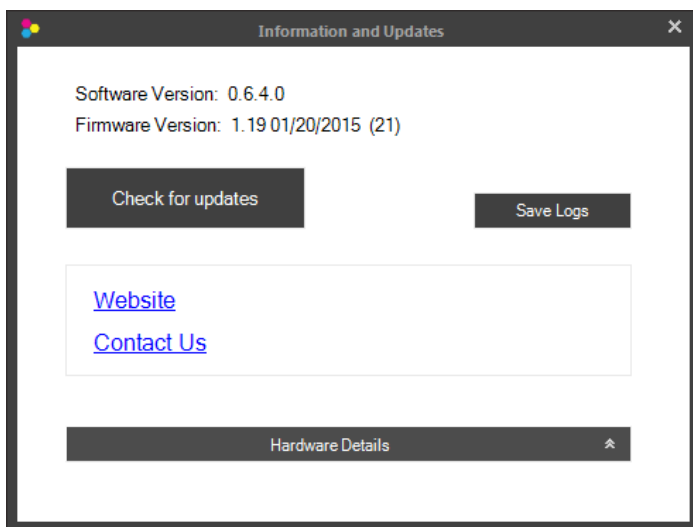 Information and Updates
Software Version: 0.6.4.0
Firmware Version: 1.19 01/20/2015 (21)
Check for updates
Save Logs
Website
Contact Us
Hardware Details